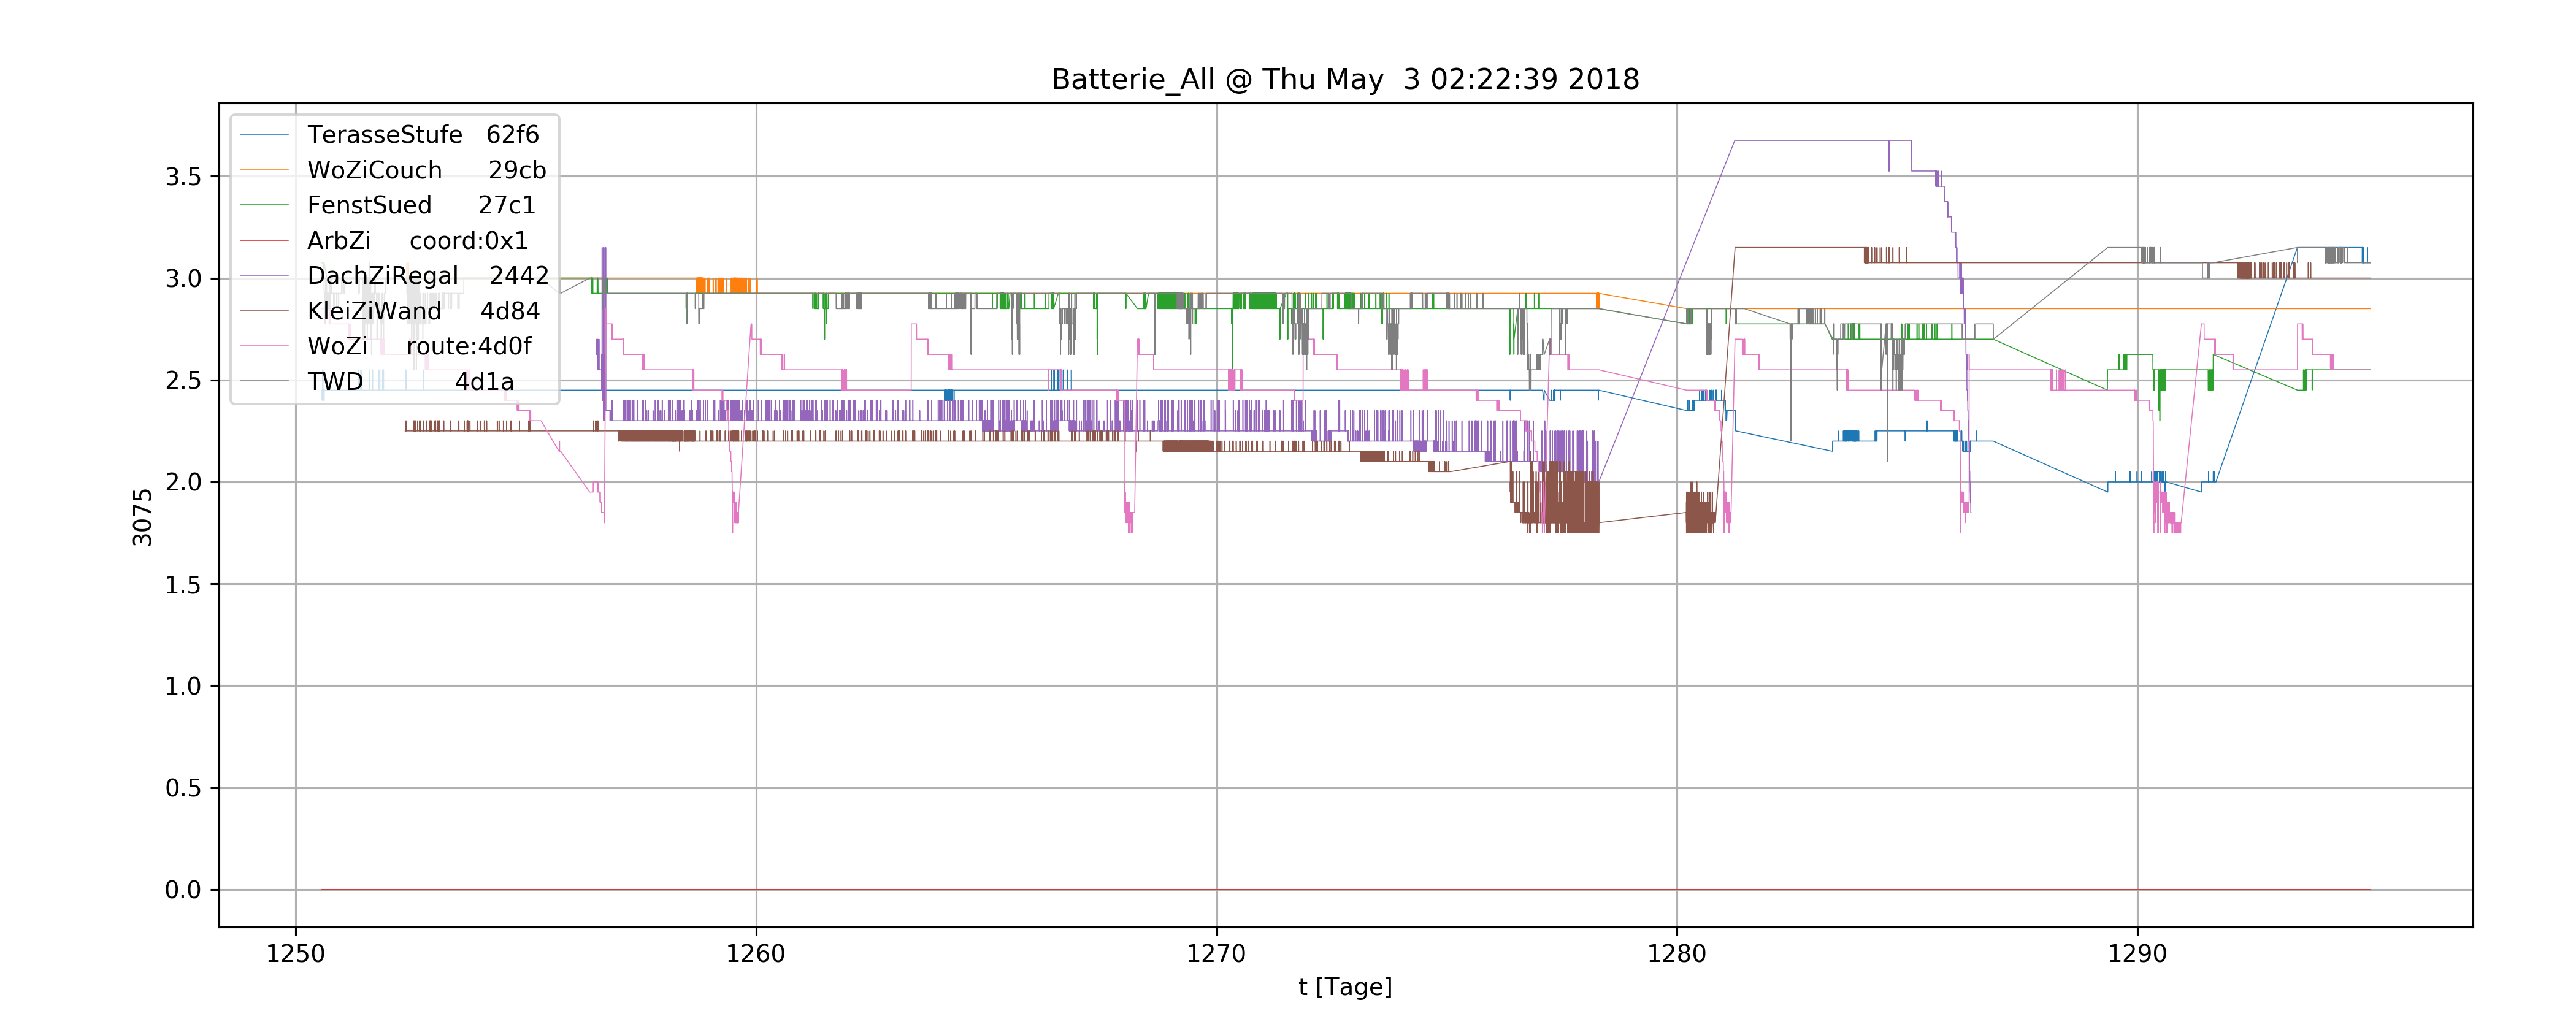 Batterie_All @ Thu May  3 02:22:39 2018
TerasseStufe   62f6
WoZiCouch      29cb
FenstSued      27c1
ArbZi     coord:0x1
DachZiRegal    2442
KleiZiWand     4d84
WoZi     route:4d0f
TWD            4d1a
3075
3.5
3.0
2.5
2.0
1.5
1.0
0.5
0.0
1250 1260 1270 1280 1290
t [Tage]